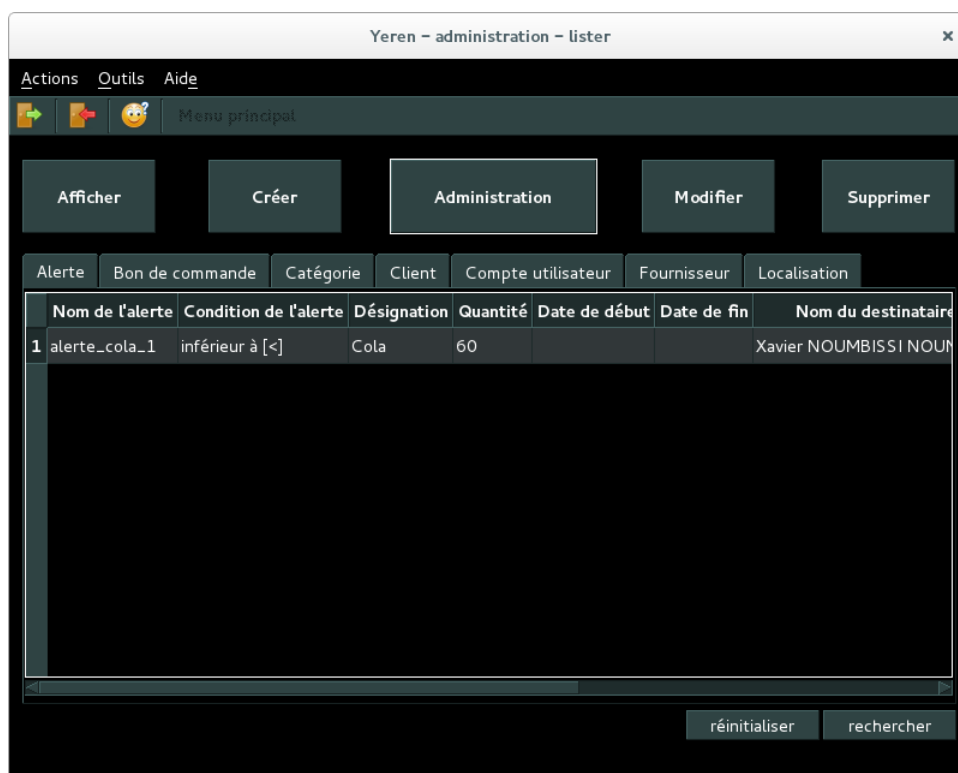 Yeren – administration – lister
Actions Outils Aide
Menu principal
Afficher Créer Administration Modifier Supprimer
Alerte Bon de commande Catégorie Client Compte utilisateur Fournisseur Localisation
Nom de l'alerte Condition de l'alerte Désignation Quantité Date de début Date de fin Nom du destinataire
1 alerte_cola_1 inférieur à [<] Cola 60 Xavier NOUMBISSI
réinitialiser rechercher